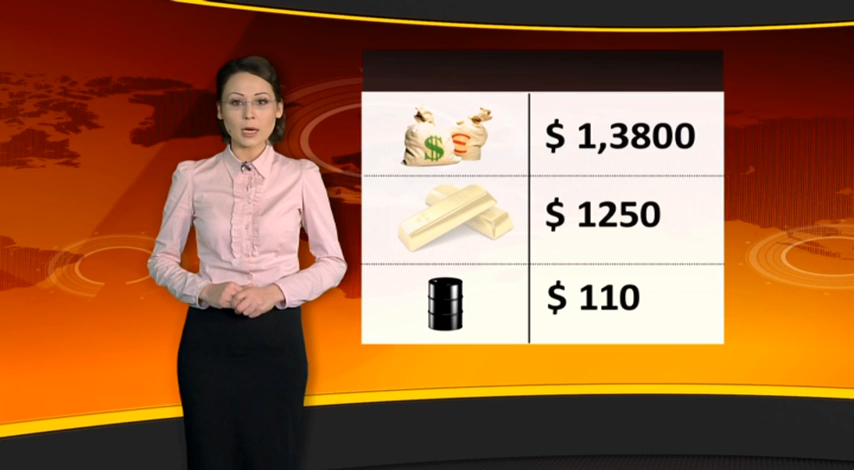 $ €
$ 1,3800
$ 1250
$ 110